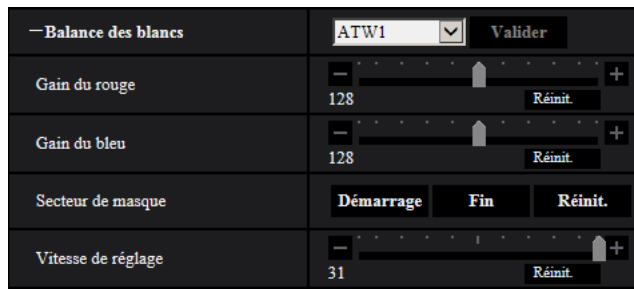 —Balance des blancs ATW1 Valider
Gain du rouge − +
128 Réinit.
Gain du bleu − +
128 Réinit.
Secteur de masque Démarrage Fin Réinit.
Vitesse de réglage − +
31 Réinit.